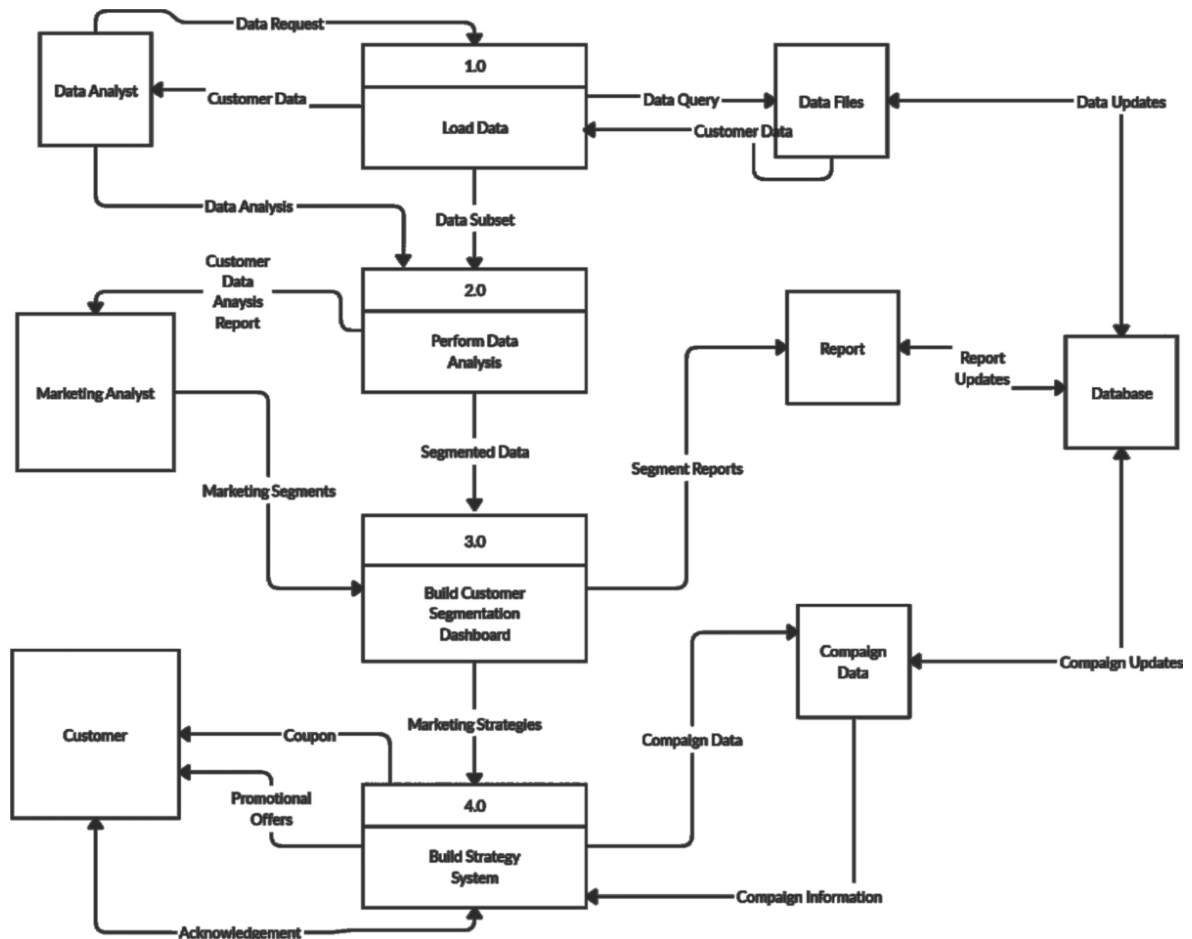 Data Request
1.0
Data Analyst
Customer Data
Load Data
Data Query
Data Files
Data Updates
Customer Data
Data Analysis
Data Subset
Customer
Data
Anaysis
Report
2.0
Perform Data
Analysis
Report
Report
Updates
Database
Marketing Analyst
Segmented Data
Segment Reports
Marketing Segments
3.0
Build Customer
Segmentation
Dashboard
Compaign
Data
Compaign Updates
Customer
Coupon
Marketing Strategies
Compaign Data
Promotional
Offers
4.0
Build Strategy
System
Compaign Information
Acknowledgement